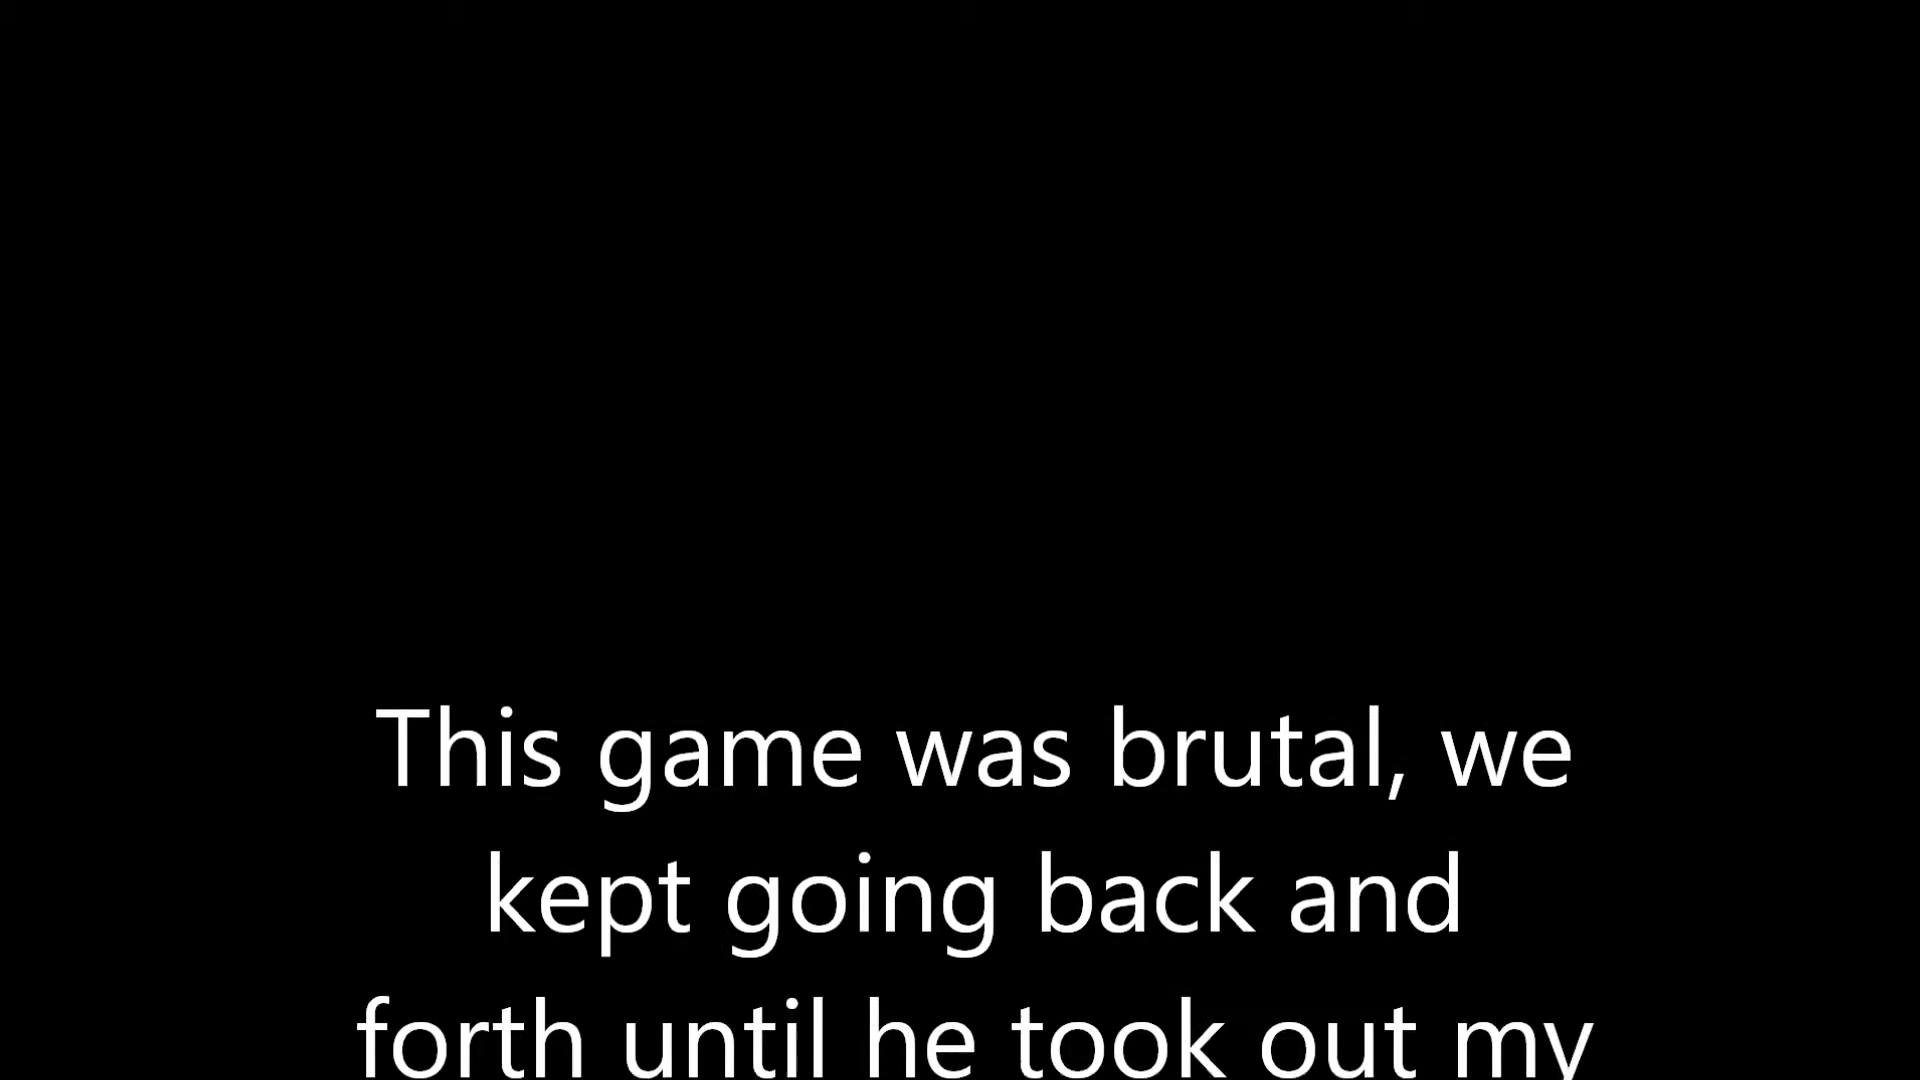 This game was brutal, we
kept going back and
forth until he took out my